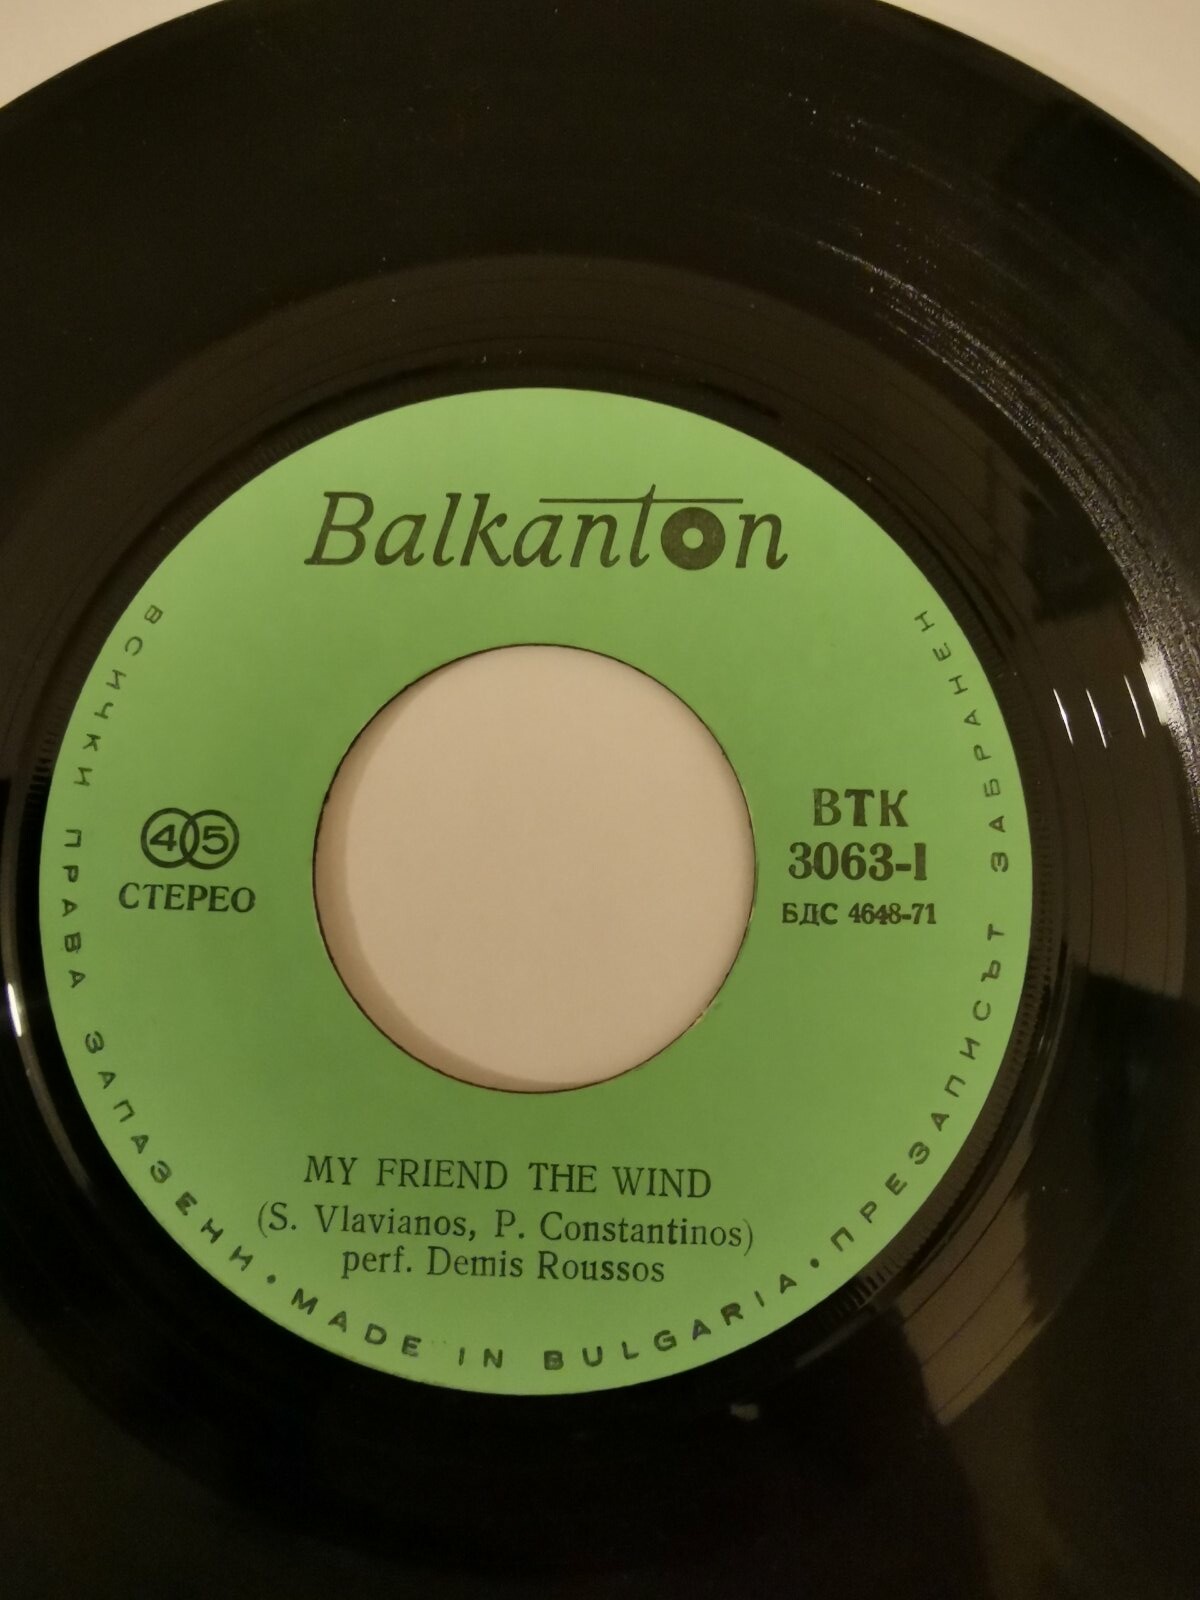 Balkanton
ВСИЧКИ ПРАВА ЗАПАЗЕНИ • MADE IN BULGARIA • ПРЕЗАПИСЪТ ЗАБРАНЕН
45
СТЕРЕО
ВТК
3063-I
БДС 4648-71
MY FRIEND THE WIND
(S. Vlavianos, P. Constantinos)
perf. Demis Roussos